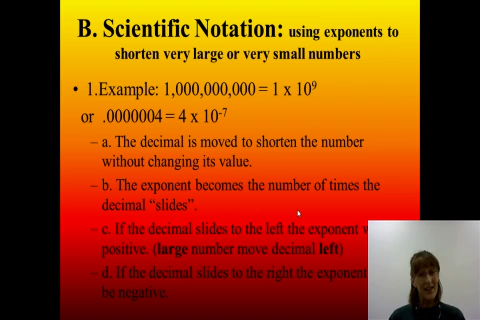 B. Scientific Notation: using exponents to
shorten very large or very small numbers
• 1.Example: 1,000,000,000 = 1 x 10⁹
or .0000004 = 4 x 10⁻⁷
– a. The decimal is moved to shorten the number
without changing its value.
– b. The exponent becomes the number of times the
decimal “slides”.
– c. If the decimal slides to the left the exponent
positive. (large number move decimal left)
– d. If the decimal slides to the right the exponent
be negative.